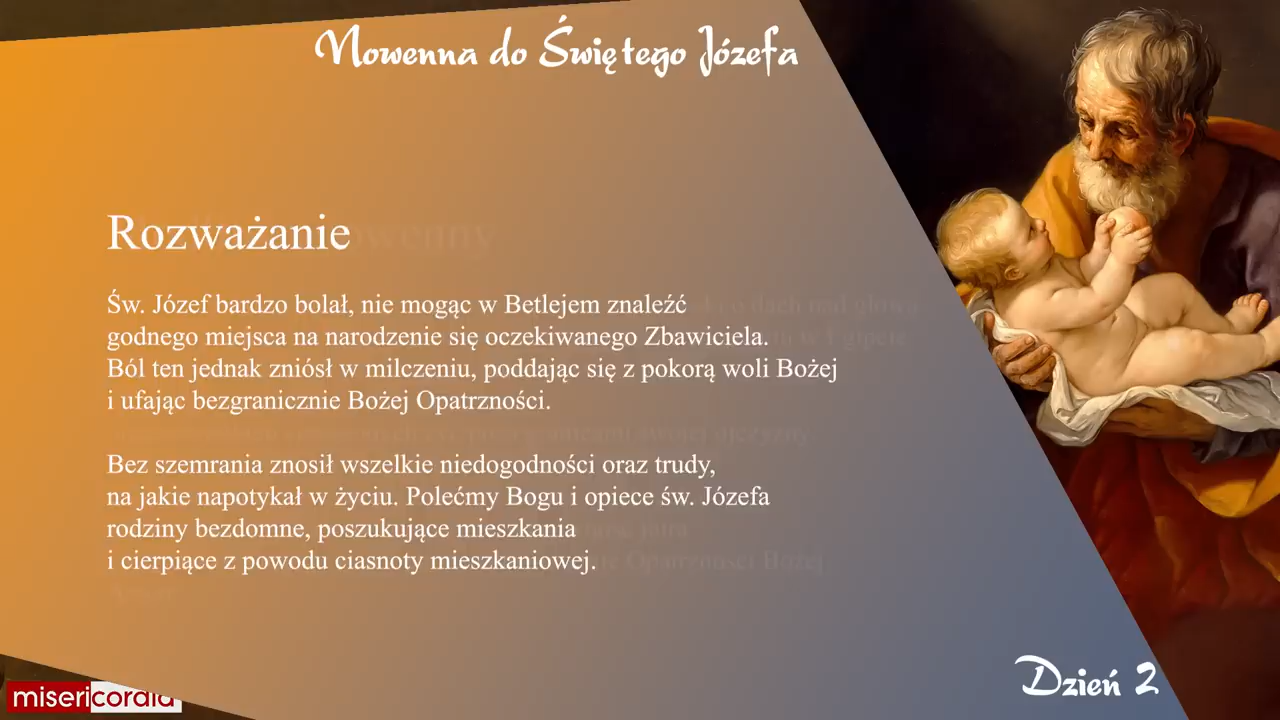 Nowenna do Świętego Józefa
Rozważanie
Św. Józef bardzo bolał, nie mogąc w Betlejem znaleźć
godnego miejsca na narodzenie się oczekiwanego Zbawiciela.
Ból ten jednak zniósł w milczeniu, poddając się z pokorą woli Bożej
i ufając bezgranicznie Bożej Opatrzności.
Bez szemrania znosił wszelkie niedogodności oraz trudy,
na jakie napotykał w życiu. Polećmy Bogu i opiece św. Józefa
rodziny bezdomne, poszukujące mieszkania
i cierpiące z powodu ciasnoty mieszkaniowej.
Dzień 2
misericordia